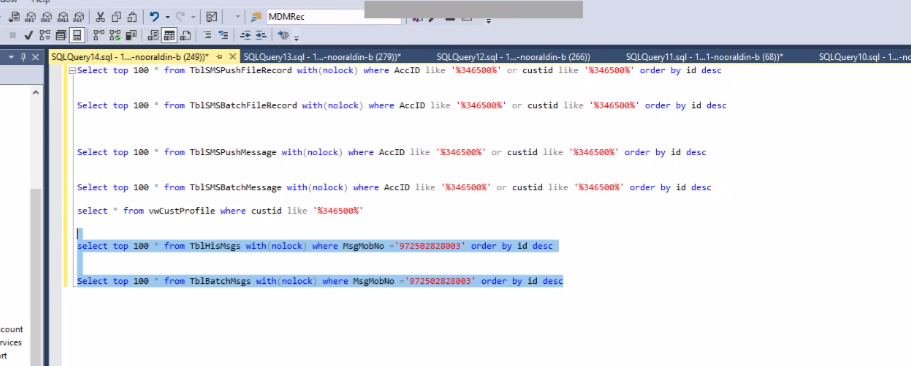 Help
MDMRec
SQLQuery14.sql - 1...-nooraldin-b (249))* SQLQuery13.sql - 1...-nooraldin-b (279))* SQLQuery12.sql - 1...-nooraldin-b (266)) SQLQuery11.sql - 1...1-nooraldin-b (68))* SQLQuery10.sql - 1...-n
Select top 100 * from TblSMSPushFileRecord with(nolock) where AccID like '%346500%' or custid like '%346500%' order by id desc
Select top 100 * from TblSMSBatchFileRecord with(nolock) where AccID like '%346500%' or custid like '%346500%' order by id desc
Select top 100 * from TblSMSPushMessage with(nolock) where AccID like '%346500%' or custid like '%346500%' order by id desc
Select top 100 * from TblSMSBatchMessage with(nolock) where AccID like '%346500%' or custid like '%346500%' order by id desc
select * from vwCustProfile where custid like '%346500%'
select top 100 * from TblHisMsgs with(nolock) where MsgMobNo ='972502828003' order by id desc
Select top 100 * from TblBatchMsgs with(nolock) where MsgMobNo ='972502828003' order by id desc
count
rvices
rt